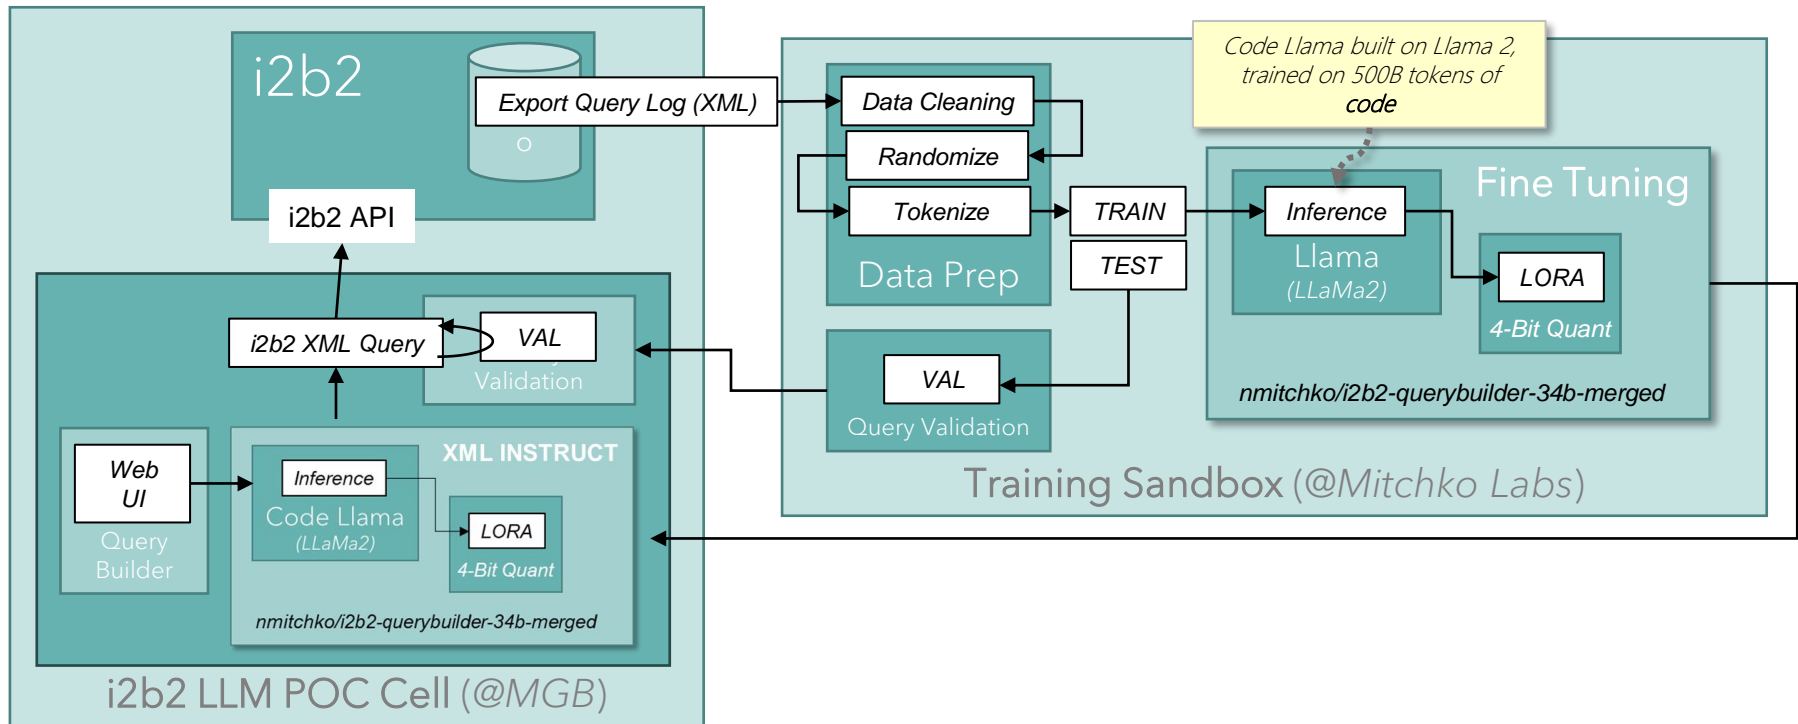 i2b2
Export Query Log (XML)
O
i2b2 API
i2b2 XML Query
VAL
Validation
Web
UI
Query
Builder
XML INSTRUCT
Inference
Code Llama
(LLaMa2)
LORA
4-Bit Quant
nmitchko/i2b2-querybuilder-34b-merged
i2b2 LLM POC Cell (@MGB)
Data Cleaning
Randomize
Tokenize
Data Prep
TRAIN
TEST
VAL
Query Validation
Code Llama built on Llama 2,
trained on 500B tokens of
code
Fine Tuning
Inference
Llama
(LLaMa2)
LORA
4-Bit Quant
nmitchko/i2b2-querybuilder-34b-merged
Training Sandbox (@Mitchko Labs)